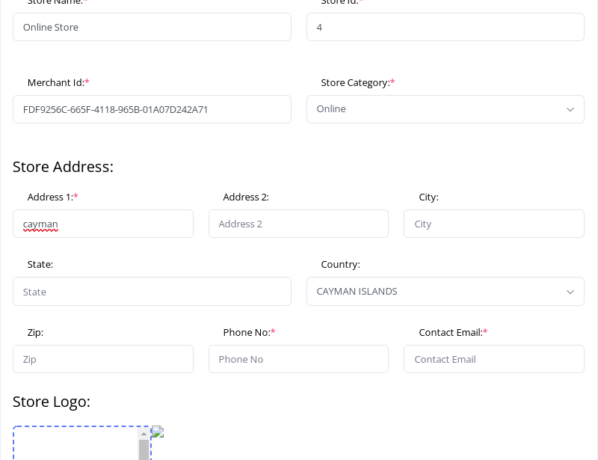 Store Name:* Store Id:*
Online Store 4
Merchant Id:* Store Category:*
FDF9256C-665F-4118-965B-01A07D242A71 Online
Store Address:
Address 1:* Address 2: City:
cayman Address 2 City
State: Country:
State CAYMAN ISLANDS
Zip: Phone No:* Contact Email:*
Zip Phone No Contact Email
Store Logo: